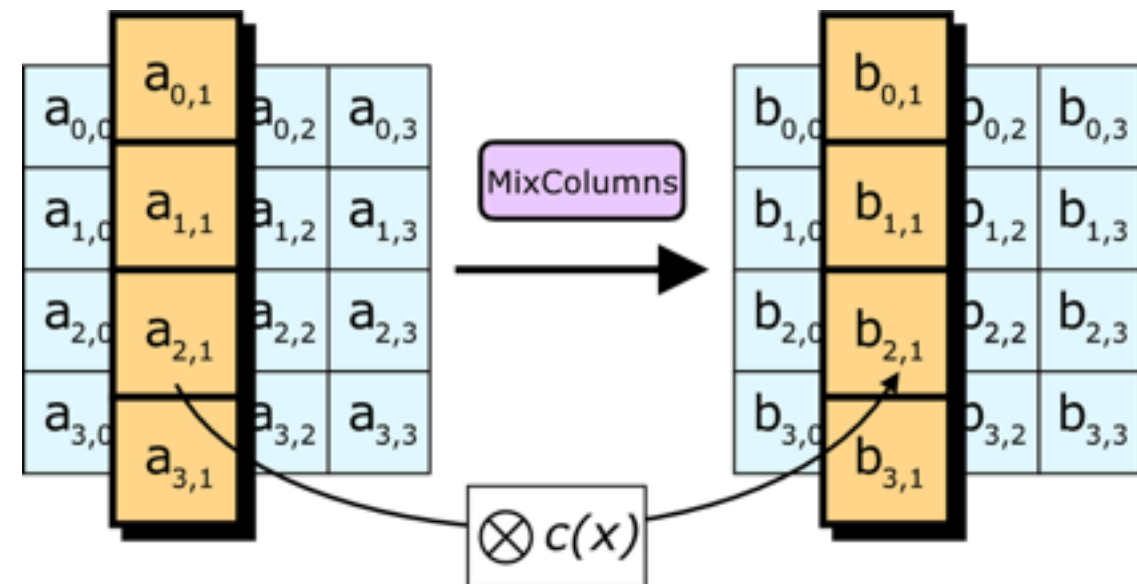 a0,0 a0,1 a0,2 a0,3
a1,0 a1,1 a1,2 a1,3
a2,0 a2,1 a2,2 a2,3
a3,0 a3,1 a3,2 a3,3
MixColumns
b0,0 b0,1 b0,2 b0,3
b1,0 b1,1 b1,2 b1,3
b2,0 b2,1 b2,2 b2,3
b3,0 b3,1 b3,2 b3,3
⊗ c(x)